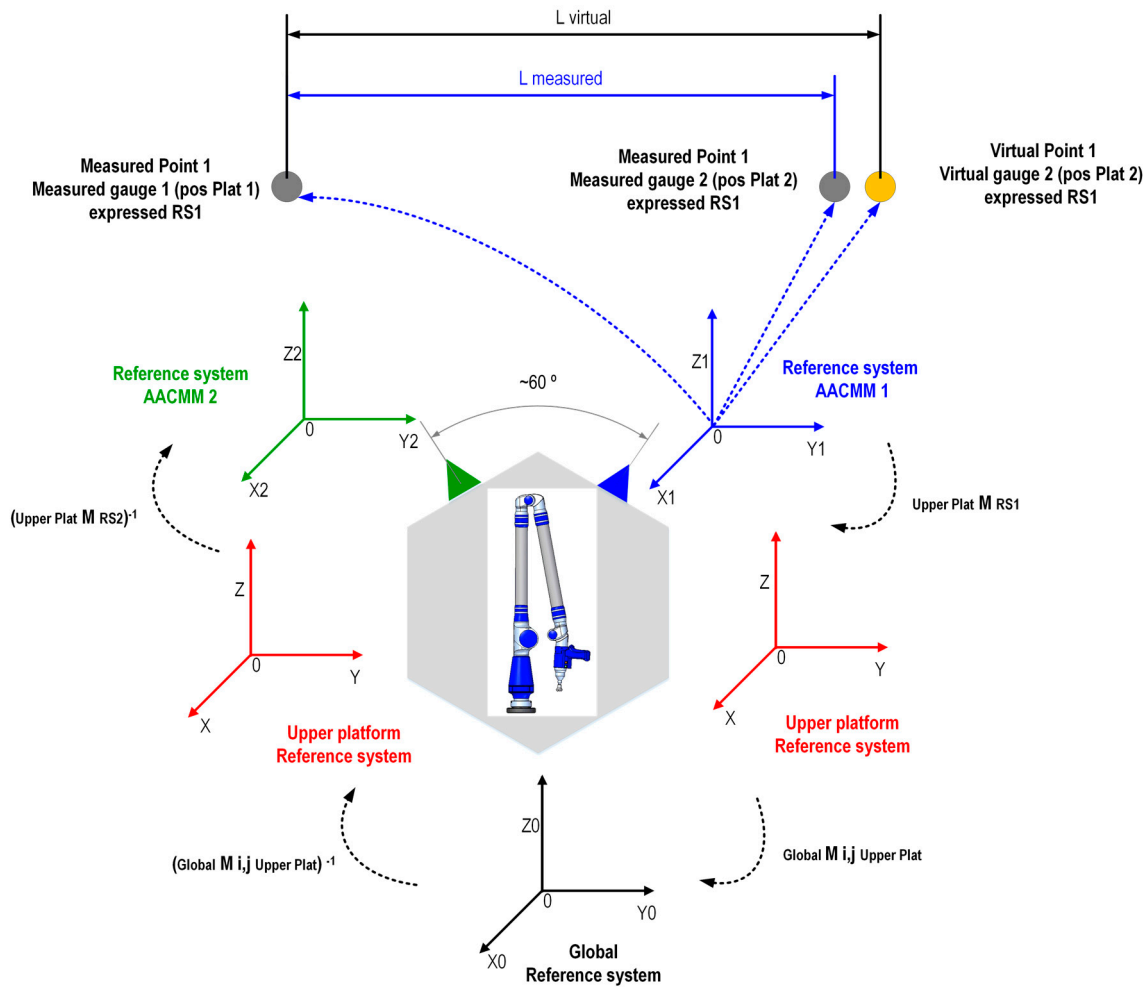 L virtual
L measured
Measured Point 1
Measured gauge 1 (pos Plat 1)
expressed RS1
Measured Point 1
Measured gauge 2 (pos Plat 2)
expressed RS1
Virtual Point 1
Virtual gauge 2 (pos Plat 2)
expressed RS1
Z2
0
Y2
X2
Reference system
AACMM 2
~60 º
Z1
0
Y1
X1
Reference system
AACMM 1
(Upper Plat M RS2)-1
Upper Plat M RS1
Z
0
Y
X
Upper platform
Reference system
Z
0
Y
X
Upper platform
Reference system
(Global M i,j Upper Plat) -1
Global M i,j Upper Plat
Z0
0
Y0
X0
Global
Reference system